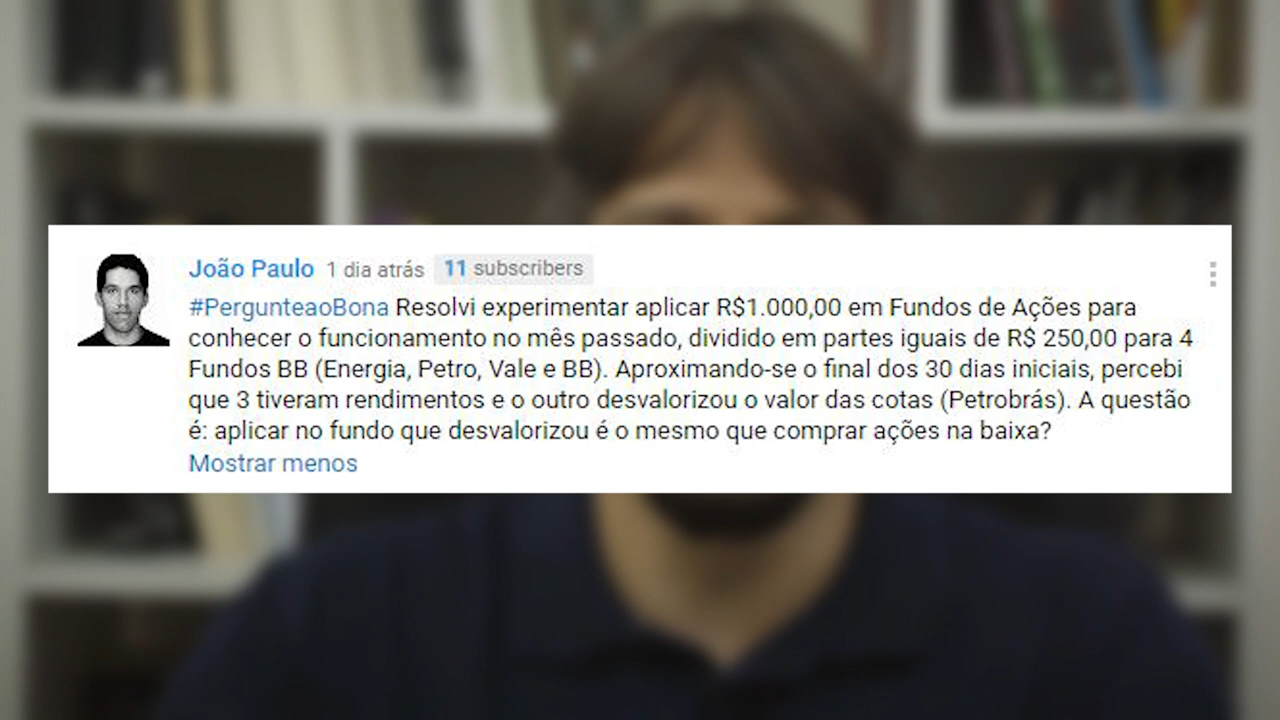 João Paulo 1 dia atrás 11 subscribers
#PergunteaoBona Resolvi experimentar aplicar R$1.000,00 em Fundos de Ações para
conhecer o funcionamento no mês passado, dividido em partes iguais de R$ 250,00 para 4
Fundos BB (Energia, Petro, Vale e BB). Aproximando-se o final dos 30 dias iniciais, percebi
que 3 tiveram rendimentos e o outro desvalorizou o valor das cotas (Petrobrás). A questão
é: aplicar no fundo que desvalorizou é o mesmo que comprar ações na baixa?
Mostrar menos